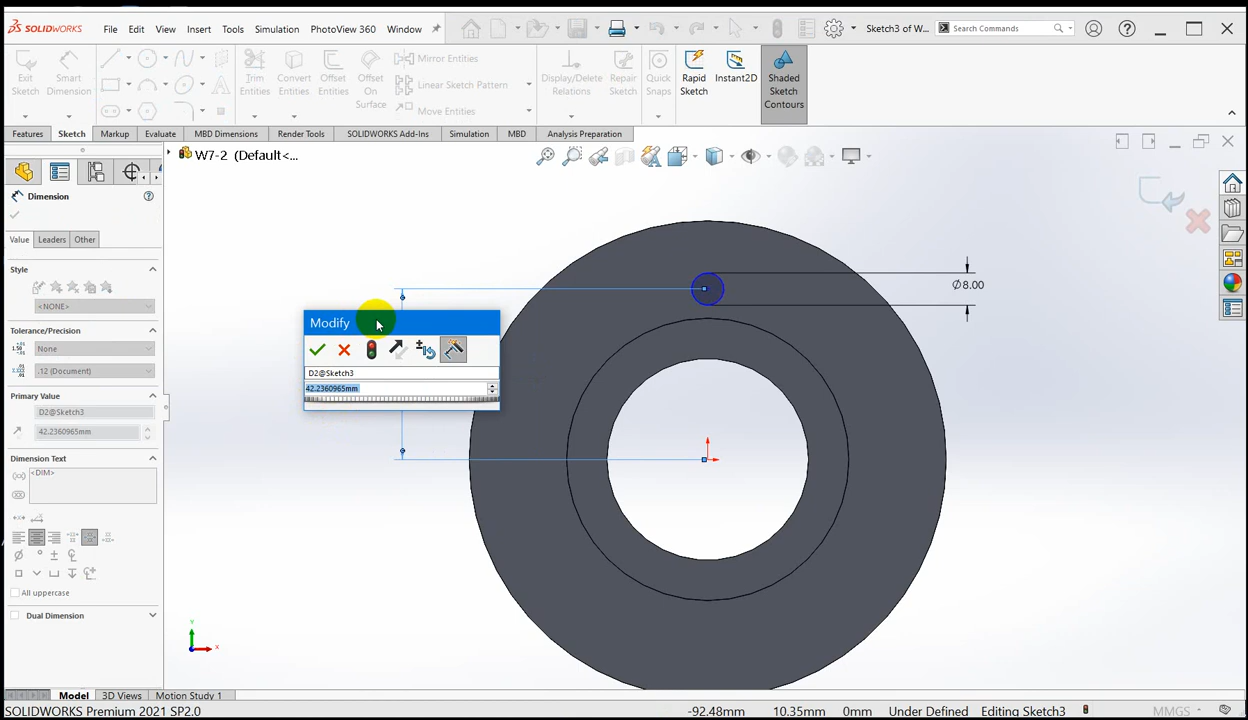 SOLIDWORKS File Edit View Insert Tools Simulation PhotoView 360 Window Sketch3 of W... Search Commands
Exit Sketch
Smart Dimension
Trim Entities
Convert Entities
Offset Entities
Offset On Surface
Mirror Entities
Linear Sketch Pattern
Move Entities
Display/Delete Relations
Repair Sketch
Quick Snaps
Rapid Sketch
Instant2D
Shaded Sketch Contours
Features Sketch Markup Evaluate MBD Dimensions Render Tools SOLIDWORKS Add-Ins Simulation MBD Analysis Preparation
W7-2 (Default<...
Dimension
Value Leaders Other
Style
<NONE>
Tolerance/Precision
None
.12 (Document)
Primary Value
D2@Sketch3
42.2360965mm
Dimension Text
<DIM>
All uppercase
Dual Dimension
Modify
D2@Sketch3
42.2360965mm
∅8.00
Y
X
Model 3D Views Motion Study 1
SOLIDWORKS Premium 2021 SP2.0 -92.48mm 10.35mm 0mm Under Defined Editing Sketch3 MMGS